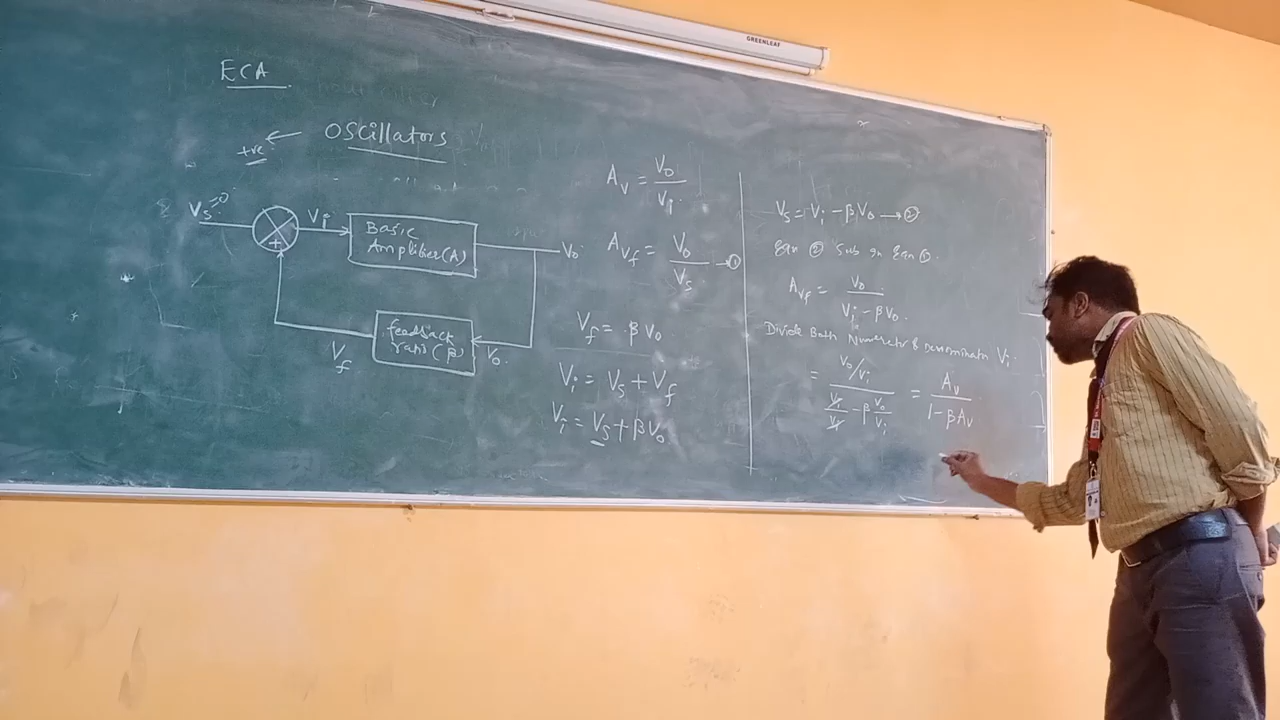 GREENLEAF
ECA
OSCillators
+ve ←
Vs=0
Vi
+
Basic
Amplifier(A)
Vo
feedback
ratio(β)
Vf
Vo
Av = Vo/Vi
Avf = Vo/Vs → ①
Vf = β Vo
Vi = Vs + Vf
Vi = Vs + βVo
Vs = Vi - βVo → ②
Eqn ② Sub in Eqn ①.
Avf = Vo/(Vi - βVo)
Divide Both Numerator & Denominator Vi.
= (Vo/Vi)/(Vi/Vi - β Vo/Vi) = Av/(1 - βAv)